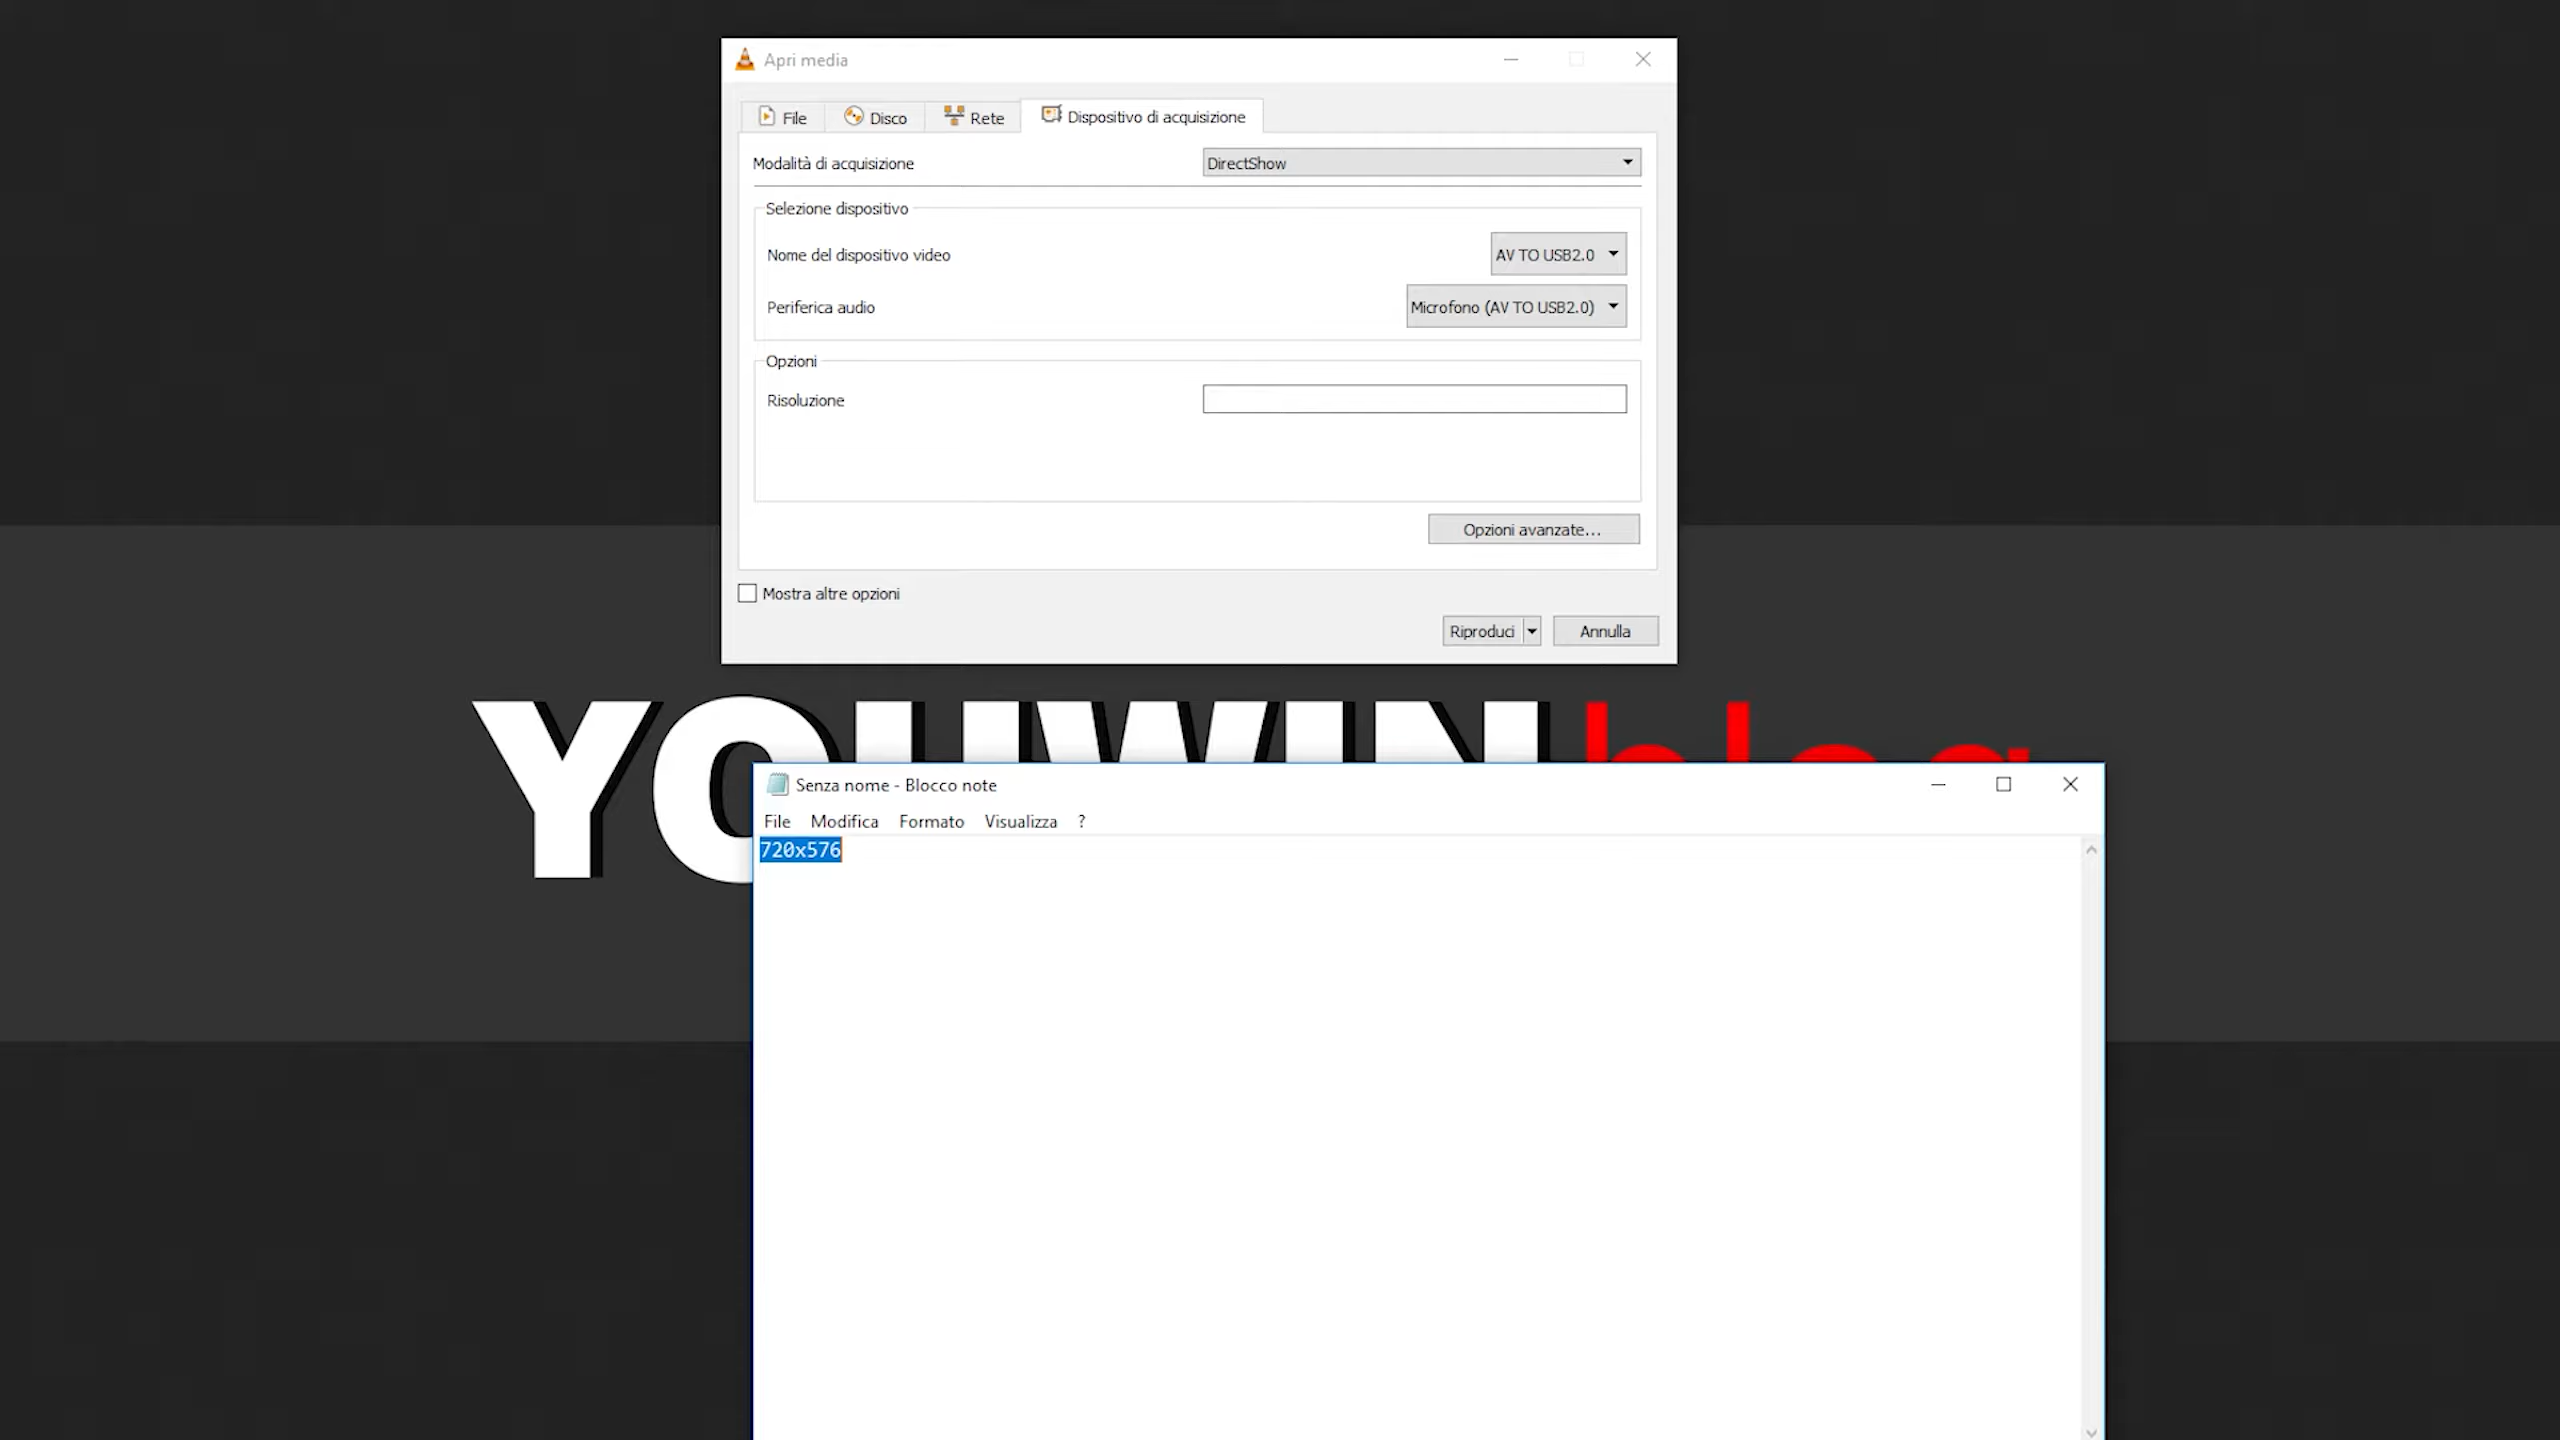 Apri media
File Disco Rete Dispositivo di acquisizione
Modalità di acquisizione DirectShow
Selezione dispositivo
Nome del dispositivo video AV TO USB2.0
Periferica audio Microfono (AV TO USB2.0)
Opzioni
Risoluzione
Opzioni avanzate...
Mostra altre opzioni
Riproduci Annulla
YOUWIN blog
Senza nome - Blocco note
File Modifica Formato Visualizza ?
720x576